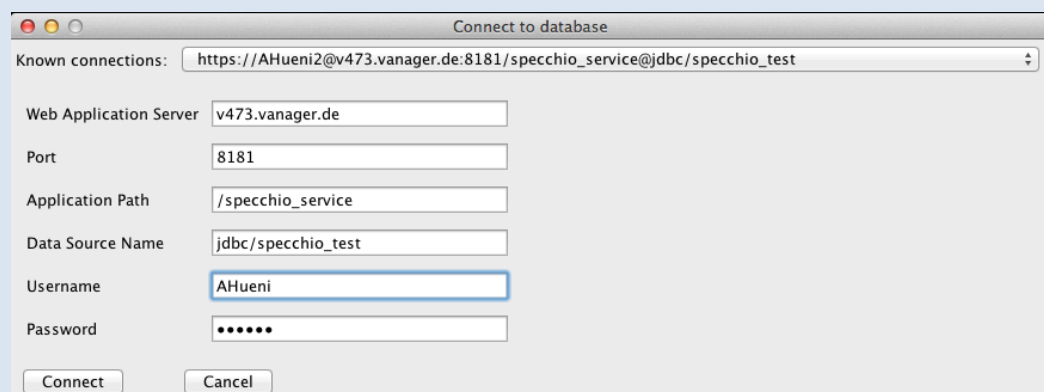 Connect to database
Known connections: https://AHueni2@v473.vanager.de:8181/specchio_service@jdbc/specchio_test
Web Application Server v473.vanager.de
Port 8181
Application Path /specchio_service
Data Source Name jdbc/specchio_test
Username AHueni
Password ••••••
Connect Cancel